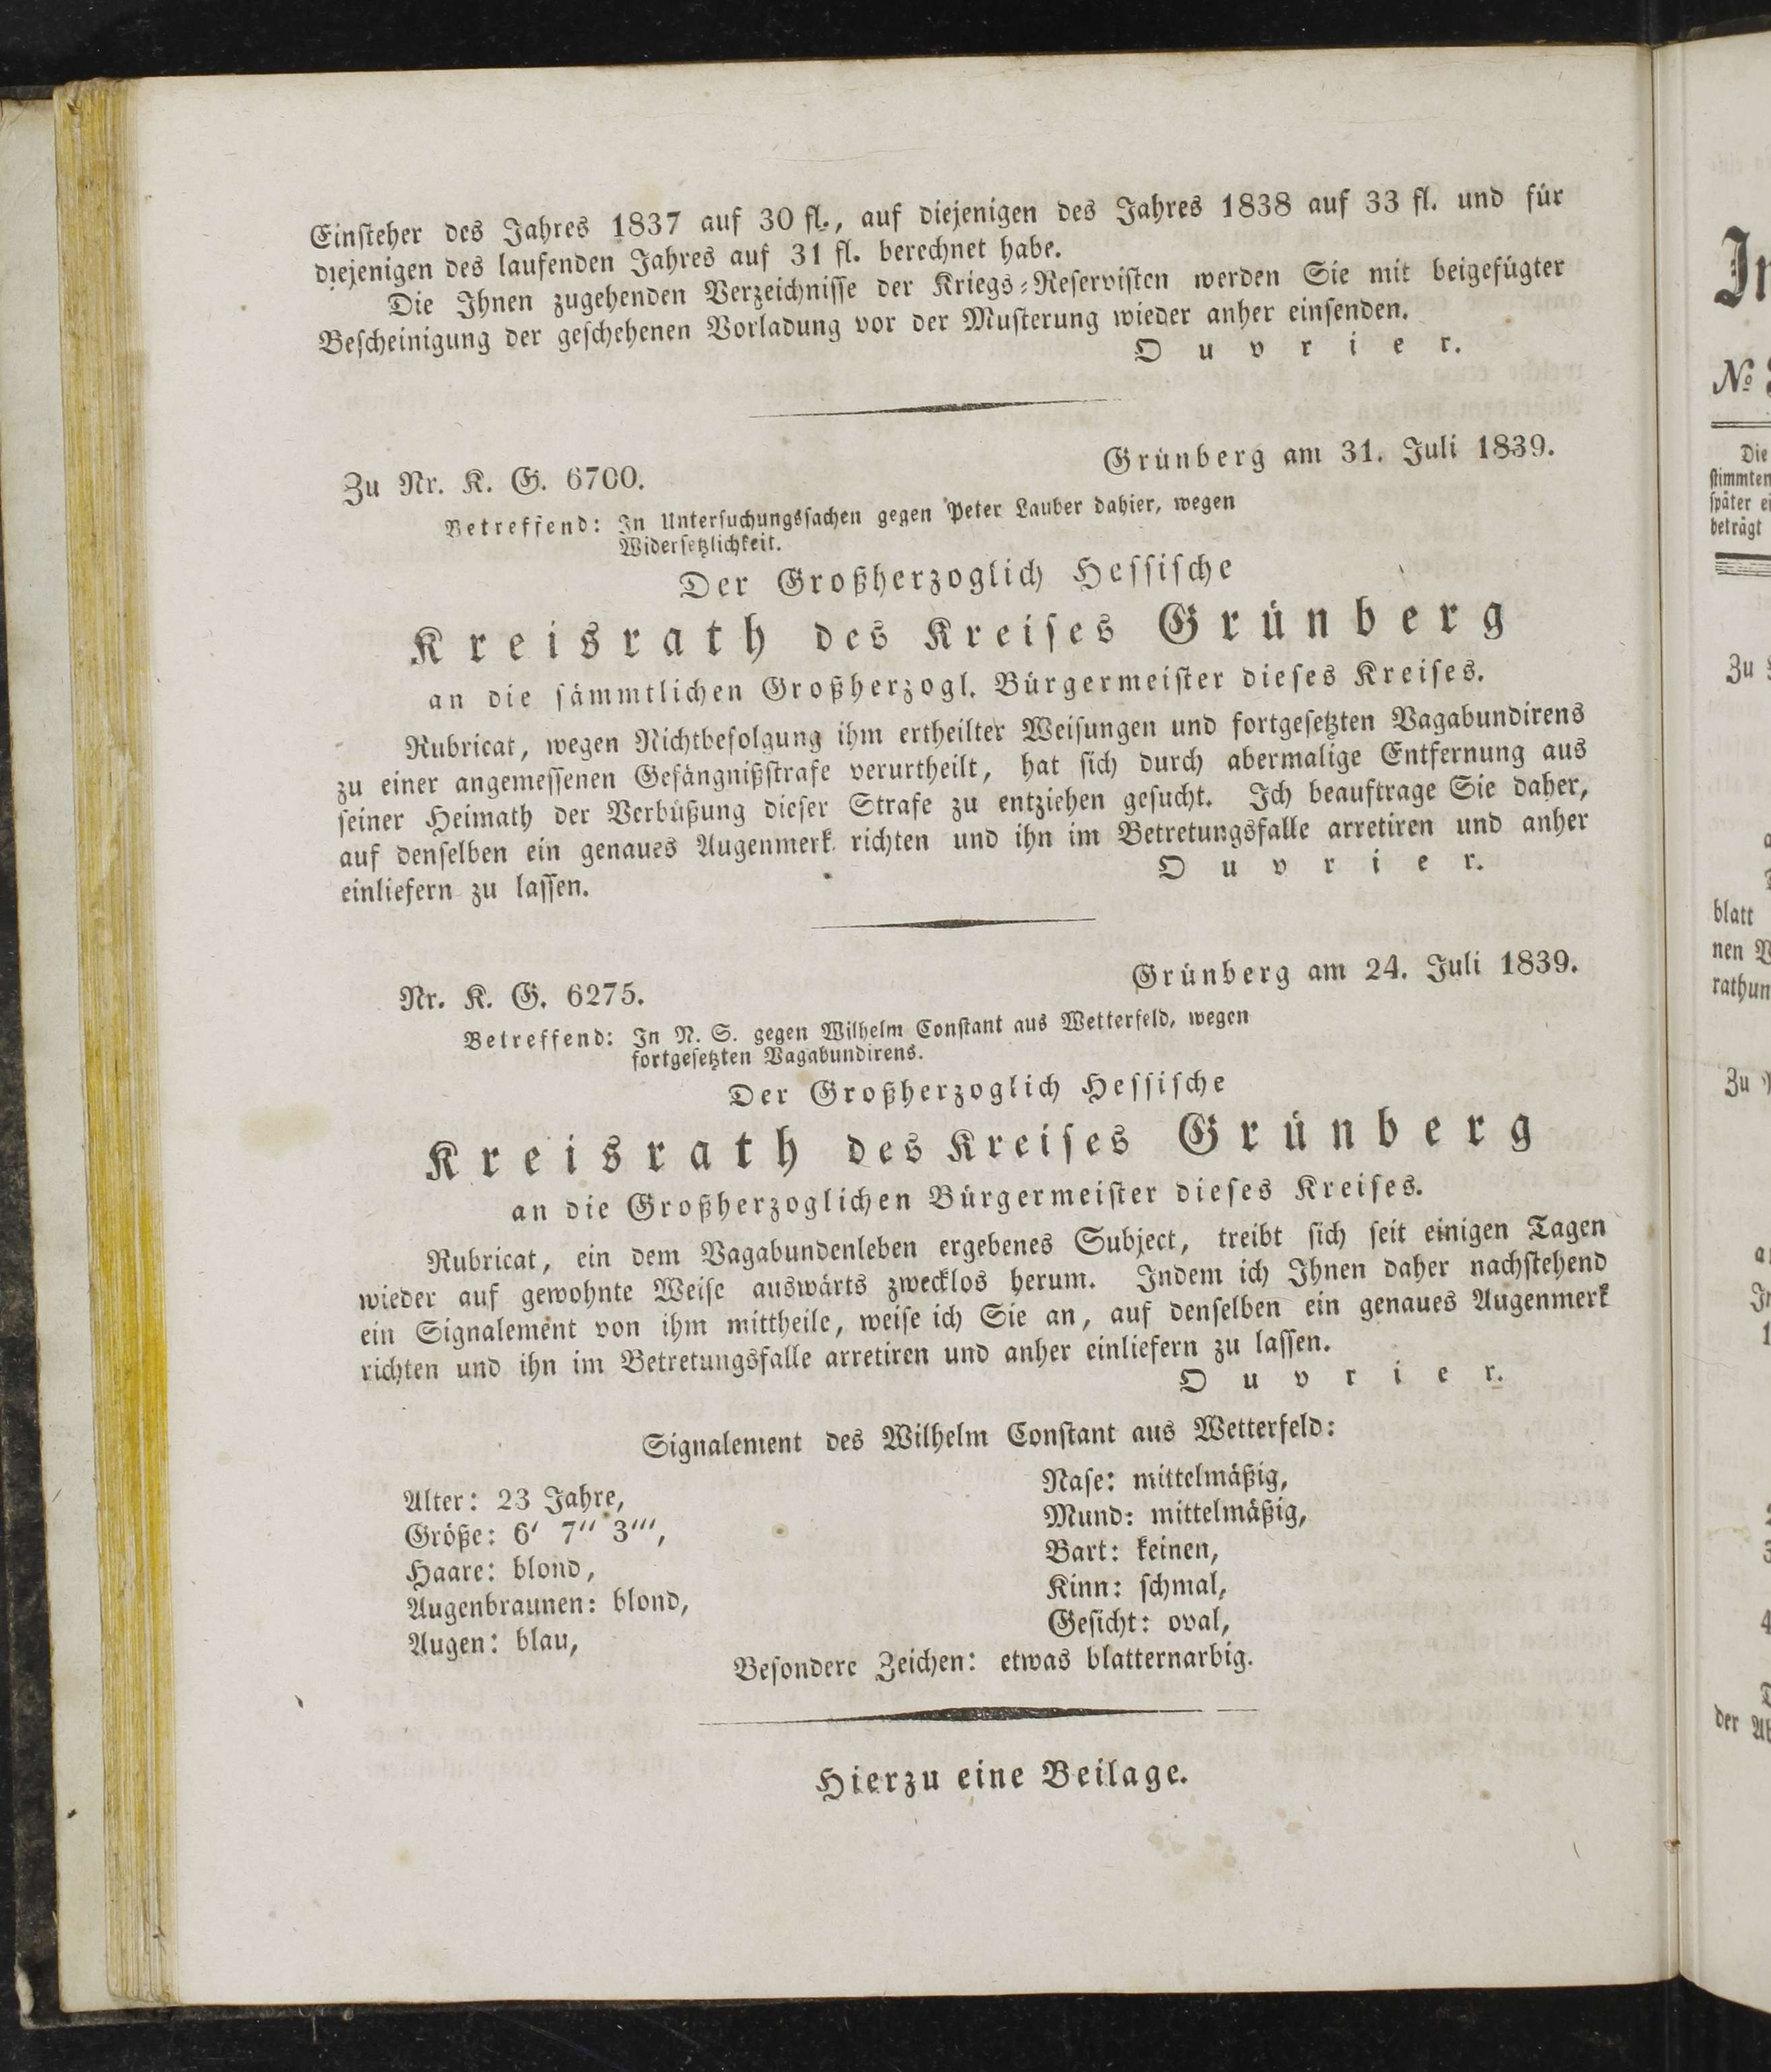 Einſteher des Jahres 1837 auf 30 fl., auf diejenigen des Jahres 1838 auf 33 fl. und für
diejenigen des laufenden Jahres auf 31 fl. berechnet habe.
Die Ihnen zugehenden Verzeichniſſe der Kriegs-Reſerviſten werden Sie mit beigefügter
Beſcheinigung der geſchehenen Vorladung vor der Muſterung wieder anher einſenden.
Ouvrier.
Zu Nr. K. G. 6700.
Grünberg am 31. Juli 1839.
Betreffend: In Unterſuchungsſachen gegen Peter Lauber dahier, wegen
Widerſetzlichkeit.
Der Großherzoglich Heſſiſche
Kreisrath des Kreiſes Grünberg
an die ſämmtlichen Großherzogl. Bürgermeiſter dieſes Kreiſes.
Rubricat, wegen Nichtbefolgung ihm ertheilter Weiſungen und fortgeſetzten Vagabundirens
zu einer angemeſſenen Gefängnißſtrafe verurtheilt, hat ſich durch abermalige Entfernung aus
ſeiner Heimath der Verbüßung dieſer Strafe zu entziehen geſucht. Ich beauftrage Sie daher,
auf denſelben ein genaues Augenmerk richten und ihn im Betretungsfalle arretiren und anher
einliefern zu laſſen.
Ouvrier.
Nr. K. G. 6275.
Grünberg am 24. Juli 1839.
Betreffend: In N. S. gegen Wilhelm Conſtant aus Wetterfeld, wegen
fortgeſetzten Vagabundirens.
Der Großherzoglich Heſſiſche
Kreisrath des Kreiſes Grünberg
an die Großherzoglichen Bürgermeiſter dieſes Kreiſes.
Rubricat, ein dem Vagabundenleben ergebenes Subject, treibt ſich ſeit einigen Tagen
wieder auf gewohnte Weiſe auswärts zwecklos herum. Indem ich Ihnen daher nachſtehend
ein Signalement von ihm mittheile, weiſe ich Sie an, auf denſelben ein genaues Augenmerk
richten und ihn im Betretungsfalle arretiren und anher einliefern zu laſſen.
Ouvrier.
Signalement des Wilhelm Conſtant aus Wetterfeld:
Alter: 23 Jahre,
Größe: 6' 7'' 3''',
Haare: blond,
Augenbraunen: blond,
Augen: blau,
Naſe: mittelmäßig,
Mund: mittelmäßig,
Bart: keinen,
Kinn: ſchmal,
Geſicht: oval,
Beſondere Zeichen: etwas blatternarbig.
Hierzu eine Beilage.
№
Die
ſtimmten
ſpäter
beträgt
Zu
blatt
nen
Zu
der